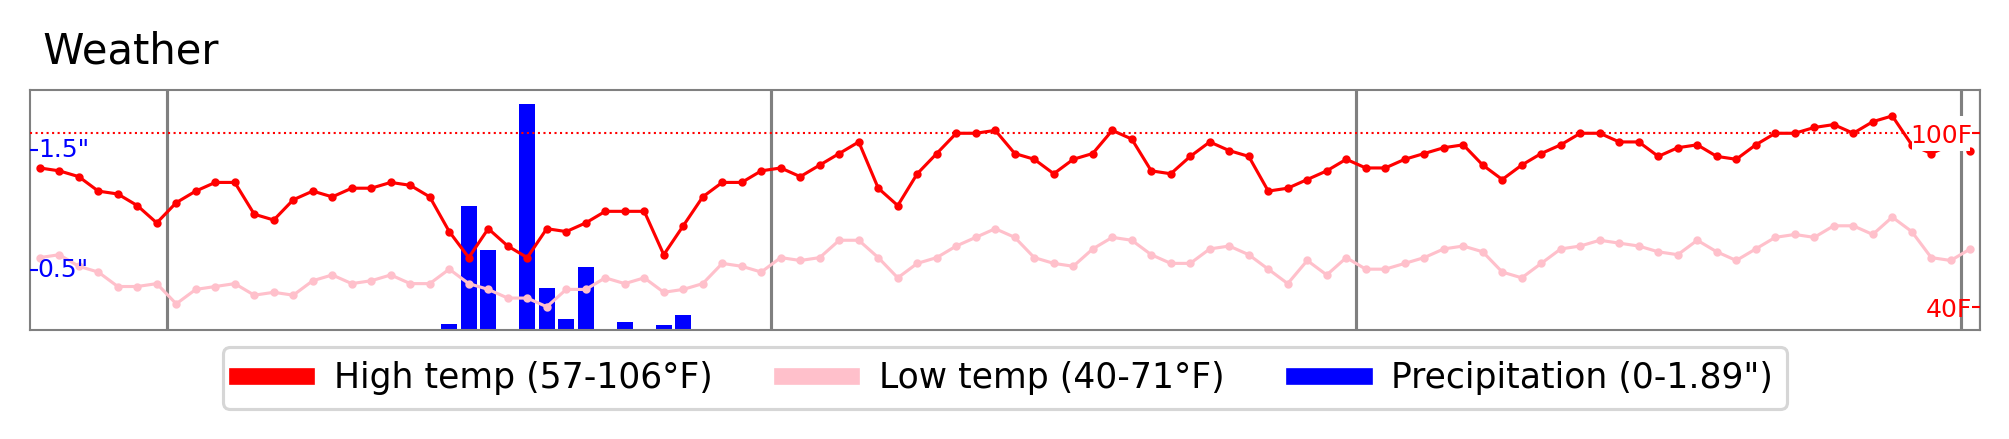 Weather
1.5"
100F
0.5"
40F
High temp (57-106°F) Low temp (40-71°F) Precipitation (0-1.89")